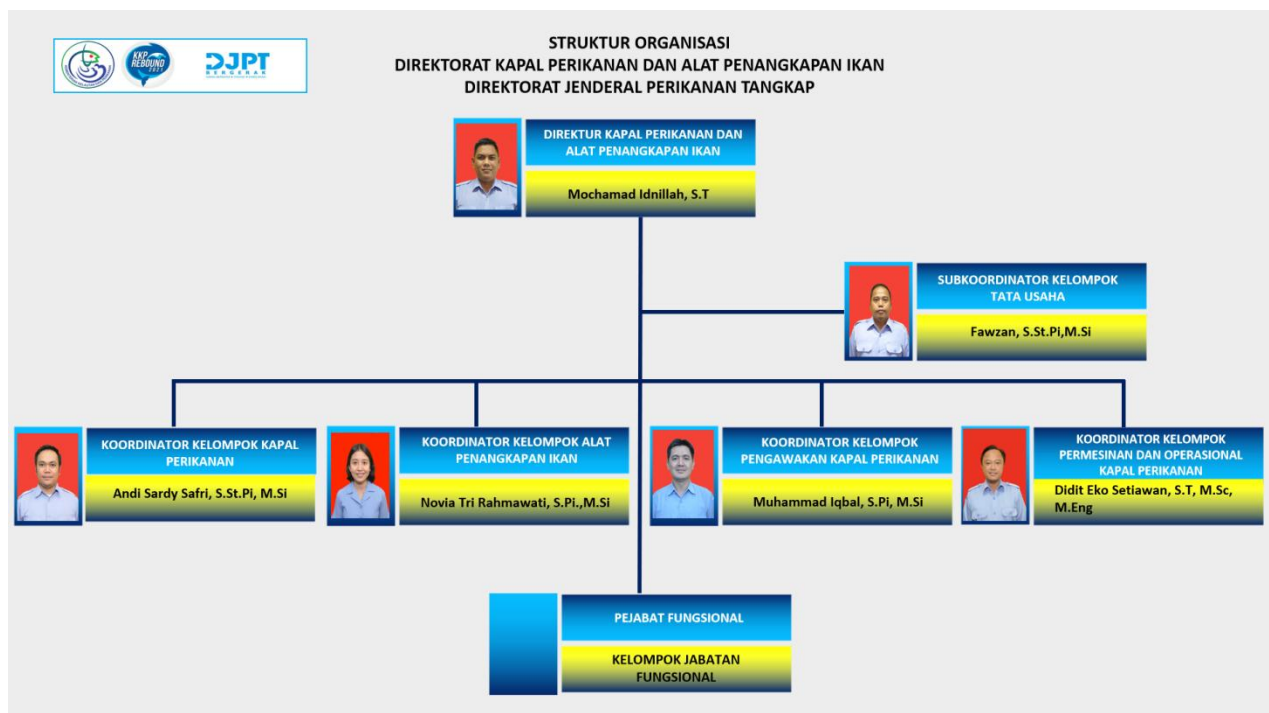 KKP
REBOUND
2021
DJPT
BERGERAK
STRUKTUR ORGANISASI
DIREKTORAT KAPAL PERIKANAN DAN ALAT PENANGKAPAN IKAN
DIREKTORAT JENDERAL PERIKANAN TANGKAP
DIREKTUR KAPAL PERIKANAN DAN
ALAT PENANGKAPAN IKAN
Mochamad Idnillah, S.T
SUBKOORDINATOR KELOMPOK
TATA USAHA
Fawzan, S.St.Pi,M.Si
KOORDINATOR KELOMPOK KAPAL
PERIKANAN
Andi Sardy Safri, S.St.Pi, M.Si
KOORDINATOR KELOMPOK ALAT
PENANGKAPAN IKAN
Novia Tri Rahmawati, S.Pi.,M.Si
KOORDINATOR KELOMPOK
PENGAWAKAN KAPAL PERIKANAN
Muhammad Iqbal, S.Pi, M.Si
KOORDINATOR KELOMPOK
PERMESINAN DAN OPERASIONAL
KAPAL PERIKANAN
Didit Eko Setiawan, S.T, M.Sc,
M.Eng
PEJABAT FUNGSIONAL
KELOMPOK JABATAN
FUNGSIONAL